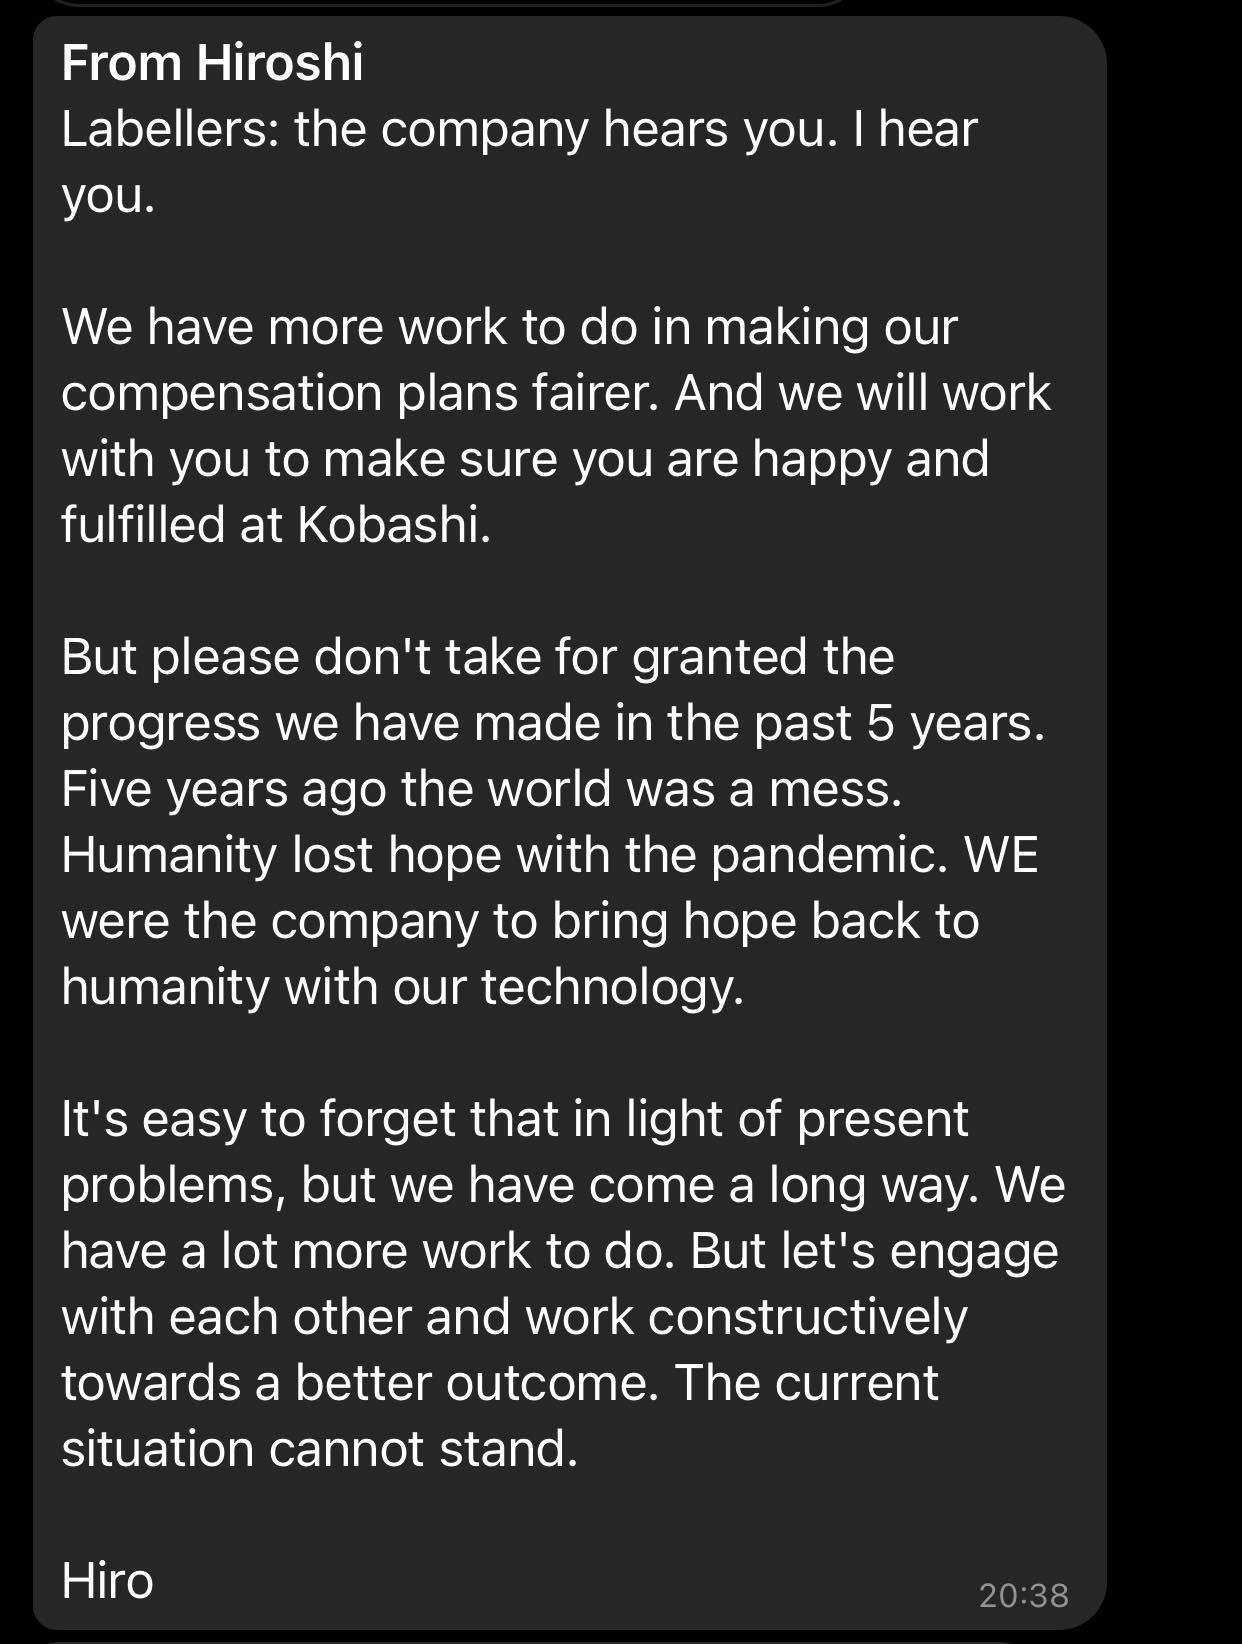 From Hiroshi
Labellers: the company hears you. I hear
you.
We have more work to do in making our
compensation plans fairer. And we will work
with you to make sure you are happy and
fulfilled at Kobashi.
But please don't take for granted the
progress we have made in the past 5 years.
Five years ago the world was a mess.
Humanity lost hope with the pandemic. WE
were the company to bring hope back to
humanity with our technology.
It's easy to forget that in light of present
problems, but we have come a long way. We
have a lot more work to do. But let's engage
with each other and work constructively
towards a better outcome. The current
situation cannot stand.
Hiro
20:38